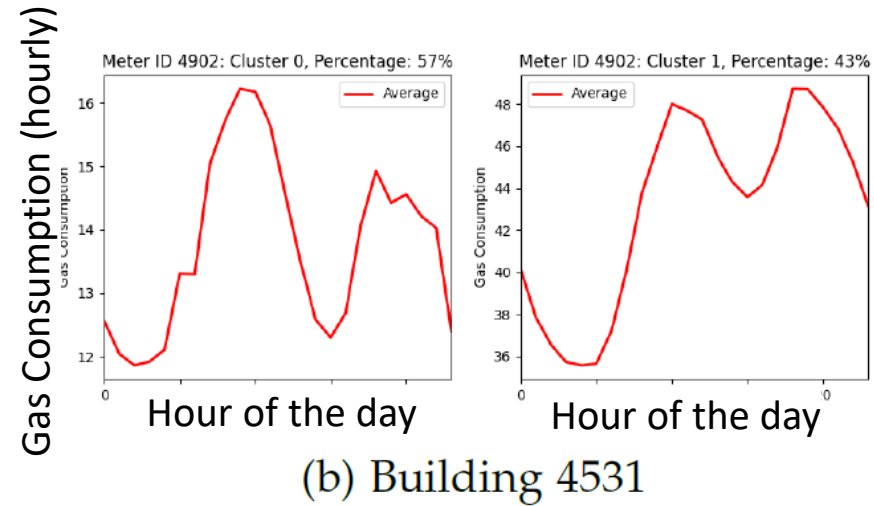 Gas Consumption (hourly)
Meter ID 4902: Cluster 0, Percentage: 57%
Average
16
15
14
13
12
Gas Consumption
0
Hour of the day
Meter ID 4902: Cluster 1, Percentage: 43%
Average
48
46
44
42
40
38
36
Gas Consumption
0
0
Hour of the day
(b) Building 4531